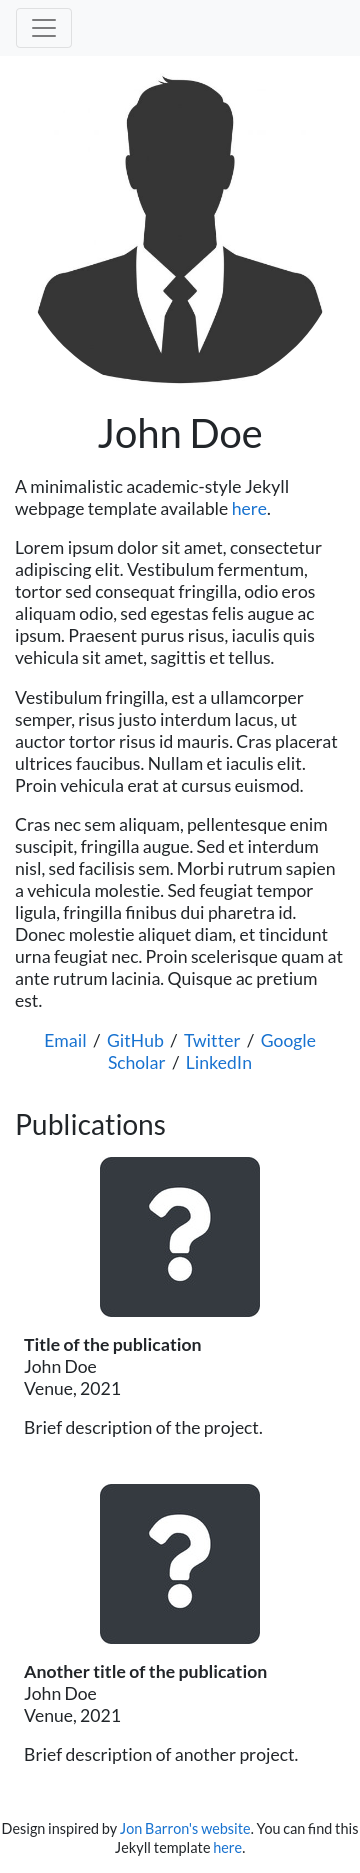 John Doe
A minimalistic academic-style Jekyll
webpage template available here.
Lorem ipsum dolor sit amet, consectetur
adipiscing elit. Vestibulum fermentum,
tortor sed consequat fringilla, odio eros
aliquam odio, sed egestas felis augue ac
ipsum. Praesent purus risus, iaculis quis
vehicula sit amet, sagittis et tellus.
Vestibulum fringilla, est a ullamcorper
semper, risus justo interdum lacus, ut
auctor tortor risus id mauris. Cras placerat
ultrices faucibus. Nullam et iaculis elit.
Proin vehicula erat at cursus euismod.
Cras nec sem aliquam, pellentesque enim
suscipit, fringilla augue. Sed et interdum
nisl, sed facilisis sem. Morbi rutrum sapien
a vehicula molestie. Sed feugiat tempor
ligula, fringilla finibus dui pharetra id.
Donec molestie aliquet diam, et tincidunt
urna feugiat nec. Proin scelerisque quam at
ante rutrum lacinia. Quisque ac pretium
est.
Email / GitHub / Twitter / Google
Scholar / LinkedIn
Publications
?
Title of the publication
John Doe
Venue, 2021
Brief description of the project.
?
Another title of the publication
John Doe
Venue, 2021
Brief description of another project.
Design inspired by Jon Barron's website. You can find this
Jekyll template here.